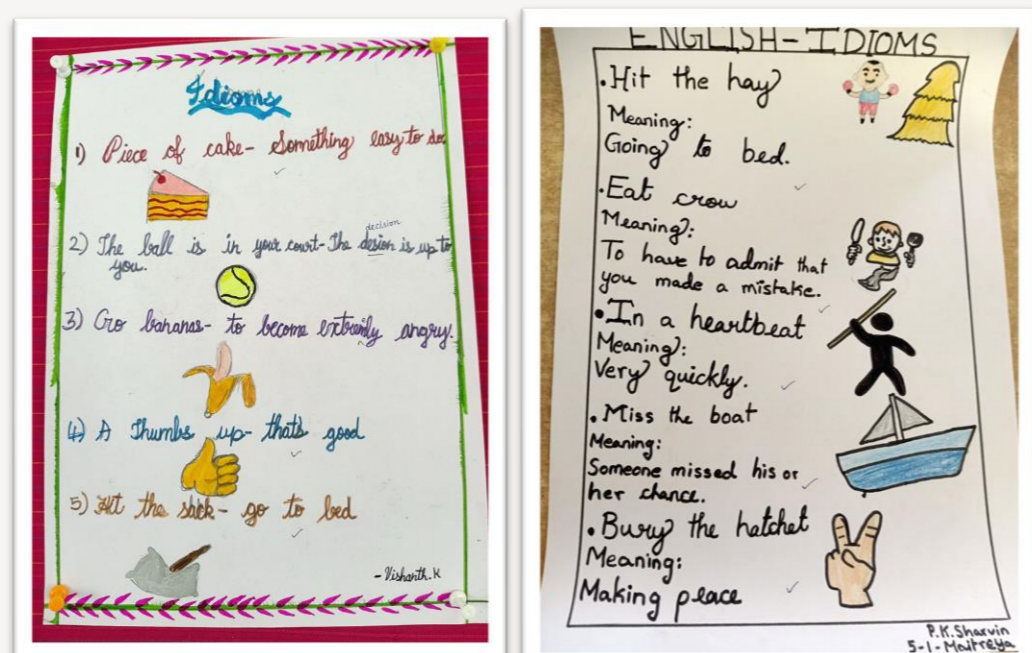 Idioms
1) Piece of cake- Something easy to do.
decision
2) The ball is in your court- The desion is up to
you.
3) Go bananas- to become extreimly angry.
4) A Thumbs up- that's good
5) Hit the sack- go to bed
- Vishanth.K
ENGLISH-IDIOMS
•Hit the hay
Meaning:
Going to bed.
•Eat crow
Meaning:
To have to admit that
you made a mistake.
•In a heartbeat
Meaning:
Very quickly.
•Miss the boat
Meaning:
Someone missed his or
her chance.
•Bury the hatchet
Meaning:
Making peace
P.K.Sharvin
5-1-Maitreya